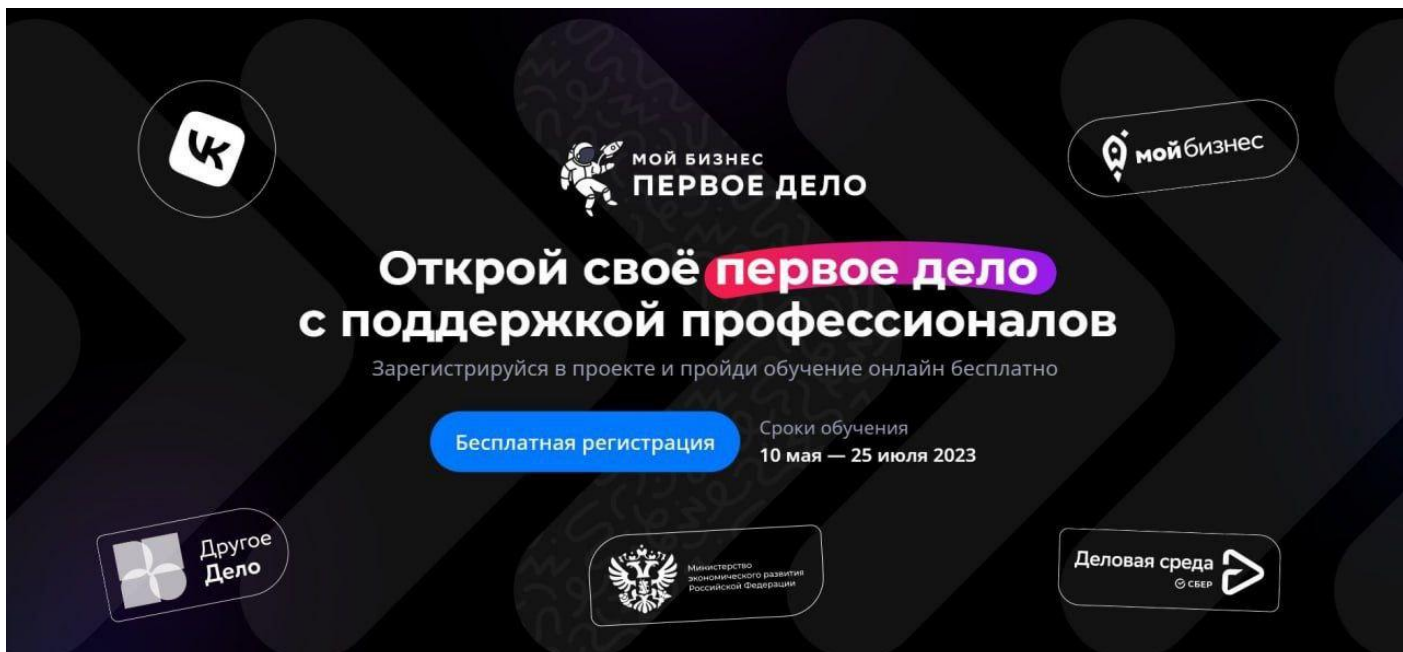 VK
мой бизнес
МОЙ БИЗНЕС
ПЕРВОЕ ДЕЛО
Открой своё первое дело
с поддержкой профессионалов
Зарегистрируйся в проекте и пройди обучение онлайн бесплатно
Бесплатная регистрация
Сроки обучения
10 мая — 25 июля 2023
Другое
Дело
Министерство
экономического развития
Российской Федерации
Деловая среда
СБЕР